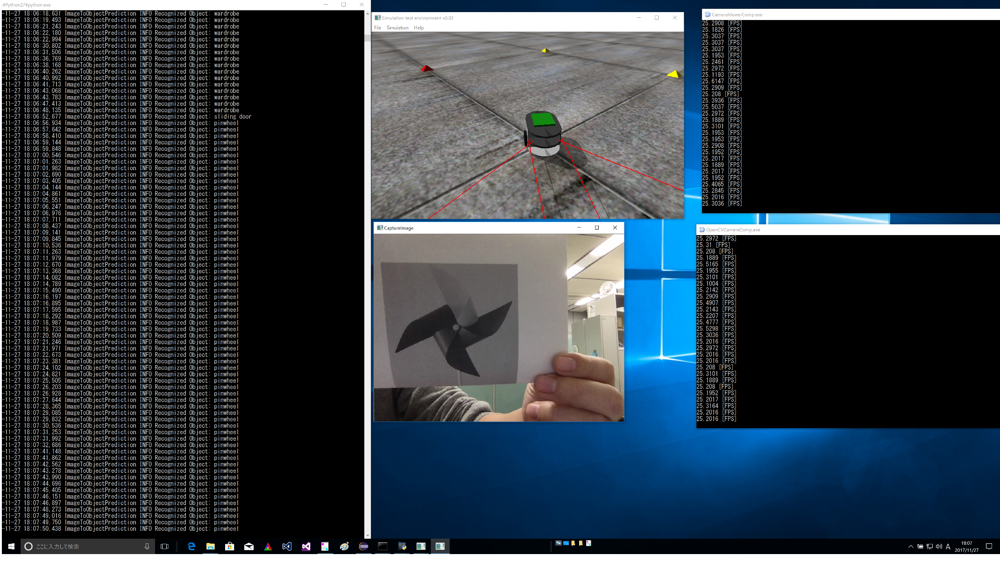 :¥Python27¥python.exe
-11-27 18:06:18,631 ImageToObjectPrediction INFO Recognized Object: wardrobe
-11-27 18:06:19,493 ImageToObjectPrediction INFO Recognized Object: wardrobe
-11-27 18:06:21,243 ImageToObjectPrediction INFO Recognized Object: wardrobe
-11-27 18:06:22,180 ImageToObjectPrediction INFO Recognized Object: wardrobe
-11-27 18:06:22,994 ImageToObjectPrediction INFO Recognized Object: wardrobe
-11-27 18:06:30,802 ImageToObjectPrediction INFO Recognized Object: wardrobe
-11-27 18:06:31,506 ImageToObjectPrediction INFO Recognized Object: wardrobe
-11-27 18:06:36,769 ImageToObjectPrediction INFO Recognized Object: wardrobe
-11-27 18:06:38,168 ImageToObjectPrediction INFO Recognized Object: wardrobe
-11-27 18:06:40,262 ImageToObjectPrediction INFO Recognized Object: wardrobe
-11-27 18:06:40,992 ImageToObjectPrediction INFO Recognized Object: wardrobe
-11-27 18:06:41,713 ImageToObjectPrediction INFO Recognized Object: wardrobe
-11-27 18:06:43,068 ImageToObjectPrediction INFO Recognized Object: wardrobe
-11-27 18:06:43,783 ImageToObjectPrediction INFO Recognized Object: wardrobe
-11-27 18:06:47,413 ImageToObjectPrediction INFO Recognized Object: wardrobe
-11-27 18:06:48,135 ImageToObjectPrediction INFO Recognized Object: wardrobe
-11-27 18:06:52,677 ImageToObjectPrediction INFO Recognized Object: sliding door
-11-27 18:06:56,934 ImageToObjectPrediction INFO Recognized Object: pinwheel
-11-27 18:06:57,642 ImageToObjectPrediction INFO Recognized Object: pinwheel
-11-27 18:06:58,410 ImageToObjectPrediction INFO Recognized Object: pinwheel
-11-27 18:06:59,144 ImageToObjectPrediction INFO Recognized Object: pinwheel
-11-27 18:06:59,848 ImageToObjectPrediction INFO Recognized Object: pinwheel
-11-27 18:07:00,546 ImageToObjectPrediction INFO Recognized Object: pinwheel
-11-27 18:07:01,263 ImageToObjectPrediction INFO Recognized Object: pinwheel
-11-27 18:07:01,982 ImageToObjectPrediction INFO Recognized Object: pinwheel
-11-27 18:07:02,690 ImageToObjectPrediction INFO Recognized Object: pinwheel
-11-27 18:07:03,405 ImageToObjectPrediction INFO Recognized Object: pinwheel
-11-27 18:07:04,144 ImageToObjectPrediction INFO Recognized Object: pinwheel
-11-27 18:07:04,861 ImageToObjectPrediction INFO Recognized Object: pinwheel
-11-27 18:07:05,551 ImageToObjectPrediction INFO Recognized Object: pinwheel
-11-27 18:07:06,247 ImageToObjectPrediction INFO Recognized Object: pinwheel
-11-27 18:07:06,976 ImageToObjectPrediction INFO Recognized Object: pinwheel
-11-27 18:07:07,711 ImageToObjectPrediction INFO Recognized Object: pinwheel
-11-27 18:07:08,437 ImageToObjectPrediction INFO Recognized Object: pinwheel
-11-27 18:07:09,141 ImageToObjectPrediction INFO Recognized Object: pinwheel
-11-27 18:07:09,845 ImageToObjectPrediction INFO Recognized Object: pinwheel
-11-27 18:07:10,536 ImageToObjectPrediction INFO Recognized Object: pinwheel
-11-27 18:07:11,263 ImageToObjectPrediction INFO Recognized Object: pinwheel
-11-27 18:07:11,979 ImageToObjectPrediction INFO Recognized Object: pinwheel
-11-27 18:07:12,670 ImageToObjectPrediction INFO Recognized Object: pinwheel
-11-27 18:07:13,368 ImageToObjectPrediction INFO Recognized Object: pinwheel
-11-27 18:07:14,082 ImageToObjectPrediction INFO Recognized Object: pinwheel
-11-27 18:07:14,789 ImageToObjectPrediction INFO Recognized Object: pinwheel
-11-27 18:07:15,490 ImageToObjectPrediction INFO Recognized Object: pinwheel
-11-27 18:07:16,197 ImageToObjectPrediction INFO Recognized Object: pinwheel
-11-27 18:07:16,895 ImageToObjectPrediction INFO Recognized Object: pinwheel
-11-27 18:07:17,595 ImageToObjectPrediction INFO Recognized Object: pinwheel
-11-27 18:07:18,292 ImageToObjectPrediction INFO Recognized Object: pinwheel
-11-27 18:07:18,987 ImageToObjectPrediction INFO Recognized Object: pinwheel
-11-27 18:07:19,733 ImageToObjectPrediction INFO Recognized Object: pinwheel
-11-27 18:07:20,509 ImageToObjectPrediction INFO Recognized Object: pinwheel
-11-27 18:07:21,246 ImageToObjectPrediction INFO Recognized Object: pinwheel
-11-27 18:07:21,971 ImageToObjectPrediction INFO Recognized Object: pinwheel
-11-27 18:07:22,673 ImageToObjectPrediction INFO Recognized Object: pinwheel
-11-27 18:07:23,381 ImageToObjectPrediction INFO Recognized Object: pinwheel
-11-27 18:07:24,102 ImageToObjectPrediction INFO Recognized Object: pinwheel
-11-27 18:07:24,821 ImageToObjectPrediction INFO Recognized Object: pinwheel
-11-27 18:07:25,505 ImageToObjectPrediction INFO Recognized Object: pinwheel
-11-27 18:07:26,203 ImageToObjectPrediction INFO Recognized Object: pinwheel
-11-27 18:07:26,928 ImageToObjectPrediction INFO Recognized Object: pinwheel
-11-27 18:07:27,644 ImageToObjectPrediction INFO Recognized Object: pinwheel
-11-27 18:07:28,365 ImageToObjectPrediction INFO Recognized Object: pinwheel
-11-27 18:07:29,085 ImageToObjectPrediction INFO Recognized Object: pinwheel
-11-27 18:07:29,832 ImageToObjectPrediction INFO Recognized Object: pinwheel
-11-27 18:07:30,536 ImageToObjectPrediction INFO Recognized Object: pinwheel
-11-27 18:07:31,253 ImageToObjectPrediction INFO Recognized Object: pinwheel
-11-27 18:07:31,992 ImageToObjectPrediction INFO Recognized Object: pinwheel
-11-27 18:07:32,686 ImageToObjectPrediction INFO Recognized Object: pinwheel
-11-27 18:07:41,148 ImageToObjectPrediction INFO Recognized Object: pinwheel
-11-27 18:07:41,862 ImageToObjectPrediction INFO Recognized Object: pinwheel
-11-27 18:07:42,562 ImageToObjectPrediction INFO Recognized Object: pinwheel
-11-27 18:07:43,278 ImageToObjectPrediction INFO Recognized Object: pinwheel
-11-27 18:07:43,990 ImageToObjectPrediction INFO Recognized Object: pinwheel
-11-27 18:07:44,696 ImageToObjectPrediction INFO Recognized Object: pinwheel
-11-27 18:07:45,405 ImageToObjectPrediction INFO Recognized Object: pinwheel
-11-27 18:07:46,151 ImageToObjectPrediction INFO Recognized Object: pinwheel
-11-27 18:07:46,897 ImageToObjectPrediction INFO Recognized Object: pinwheel
-11-27 18:07:48,273 ImageToObjectPrediction INFO Recognized Object: pinwheel
-11-27 18:07:49,016 ImageToObjectPrediction INFO Recognized Object: pinwheel
-11-27 18:07:49,750 ImageToObjectPrediction INFO Recognized Object: pinwheel
-11-27 18:07:50,438 ImageToObjectPrediction INFO Recognized Object: pinwheel
Simulation test environment v0.02
File Simulation Help
CaptureImage
CameraViewerComp.exe
25.2908 [FPS]
25.1826 [FPS]
25.3037 [FPS]
25.3037 [FPS]
25.3037 [FPS]
25.1953 [FPS]
25.2461 [FPS]
25.2972 [FPS]
25.1193 [FPS]
25.6147 [FPS]
25.2909 [FPS]
25.208 [FPS]
25.3936 [FPS]
25.5037 [FPS]
25.2972 [FPS]
25.1889 [FPS]
25.3101 [FPS]
25.1953 [FPS]
25.1953 [FPS]
25.2908 [FPS]
25.1952 [FPS]
25.2017 [FPS]
25.1889 [FPS]
25.2017 [FPS]
25.1952 [FPS]
25.4065 [FPS]
25.2845 [FPS]
25.2016 [FPS]
25.3036 [FPS]
OpenCVCameraComp.exe
25.2972 [FPS]
25.31 [FPS]
25.208 [FPS]
25.1889 [FPS]
25.5165 [FPS]
25.1955 [FPS]
25.3101 [FPS]
25.1004 [FPS]
25.2142 [FPS]
25.2909 [FPS]
25.4907 [FPS]
25.2143 [FPS]
25.2207 [FPS]
25.4777 [FPS]
25.5298 [FPS]
25.3036 [FPS]
25.2016 [FPS]
25.2972 [FPS]
25.2016 [FPS]
25.2016 [FPS]
25.208 [FPS]
25.3101 [FPS]
25.1889 [FPS]
25.208 [FPS]
25.1952 [FPS]
25.2017 [FPS]
25.3164 [FPS]
25.2016 [FPS]
25.2016 [FPS]
ここに入力して検索
A
18:07
2017/11/27